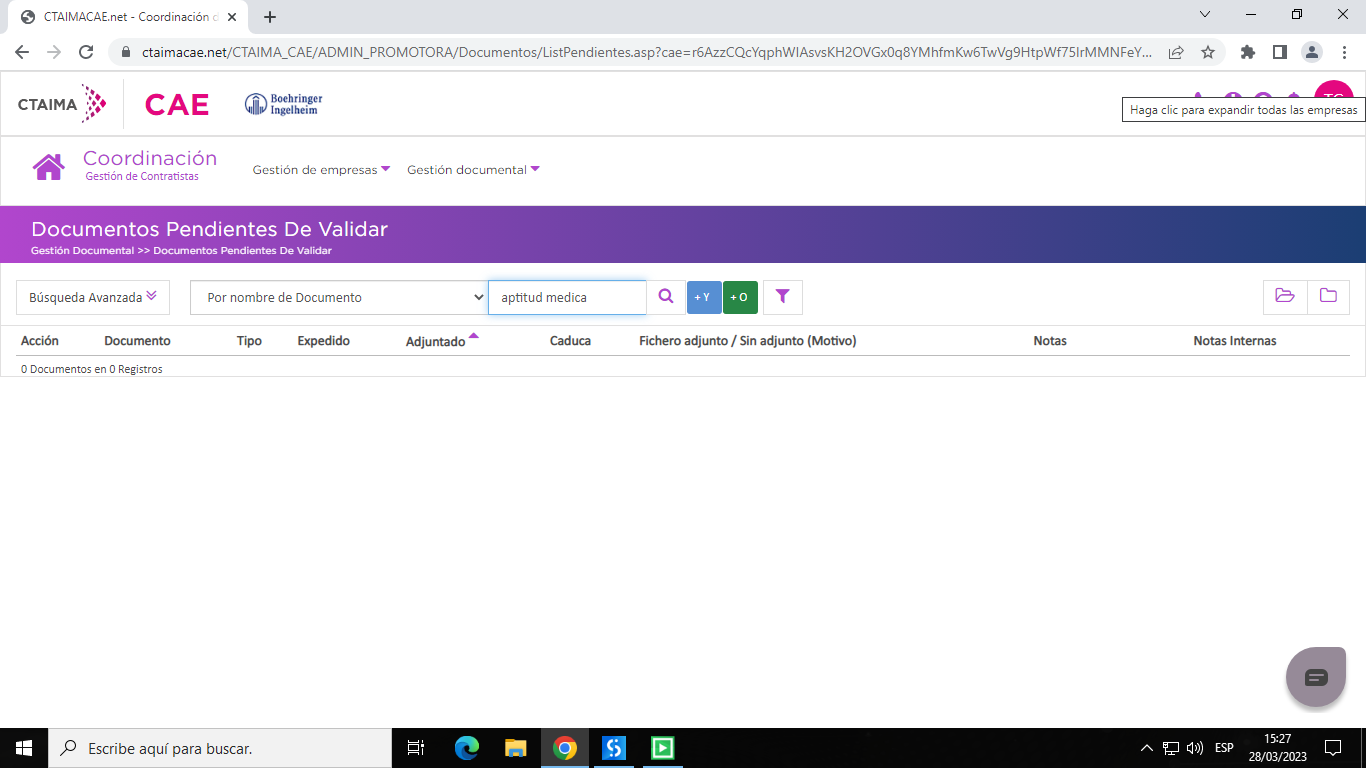 CTAIMACAE.net - Coordinación d
ctaimacae.net/CTAIMA_CAE/ADMIN_PROMOTORA/Documentos/ListPendientes.asp?cae=r6AzzCQcYqphWIAsvsKH2OVGx0q8YMhfmKw6TwVg9HtpWf75IrMMNFeY...
CTAIMA
CAE
Boehringer
Ingelheim
Haga clic para expandir todas las empresas
Coordinación
Gestión de Contratistas
Gestión de empresas
Gestión documental
Documentos Pendientes De Validar
Gestión Documental >> Documentos Pendientes De Validar
Búsqueda Avanzada
Por nombre de Documento
aptitud medica
+ Y
+ O
Acción Documento Tipo Expedido Adjuntado Caduca Fichero adjunto / Sin adjunto (Motivo) Notas Notas Internas
0 Documentos en 0 Registros
Escribe aquí para buscar.
ESP
15:27
28/03/2023